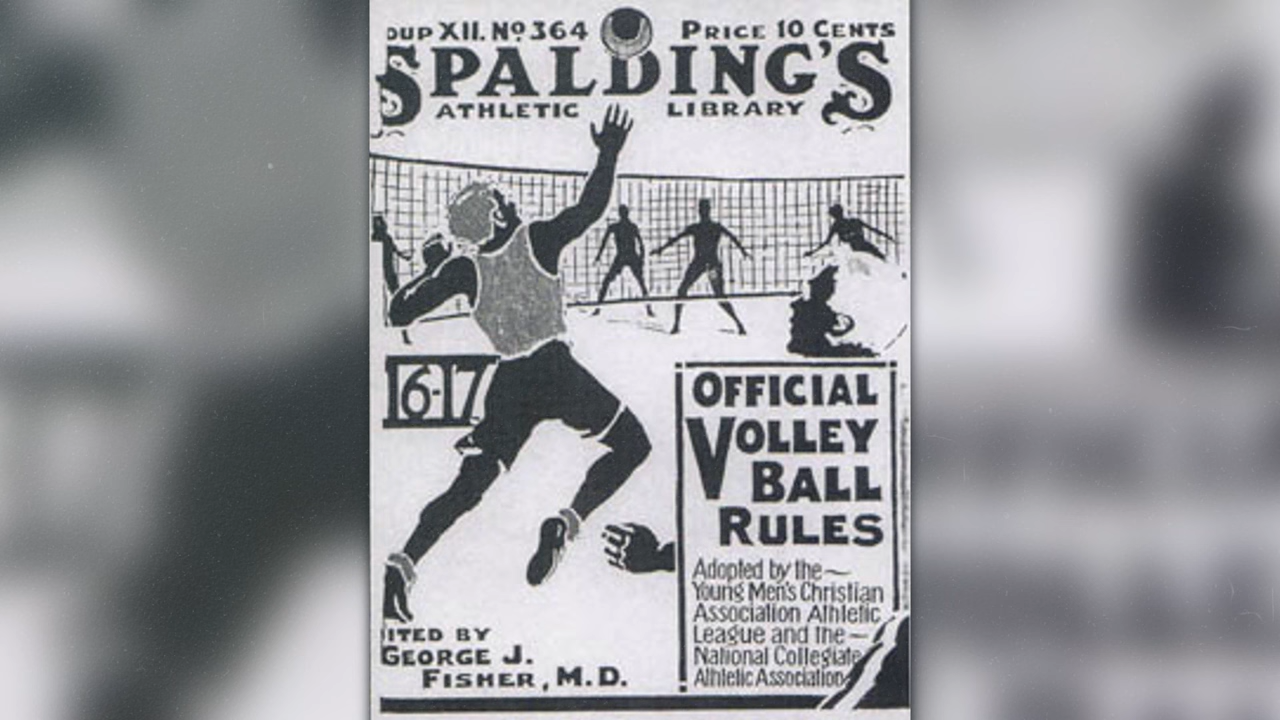 OUP XII. Nº 364 PRICE 10 CENTS
SPALDING'S
ATHLETIC LIBRARY
16-17
OFFICIAL
VOLLEY
BALL
RULES
Adopted by the~
Young Men's Christian
Association Athletic
League and the~
National Collegiate
Athletic Association
ITED BY
GEORGE J.
FISHER, M.D.